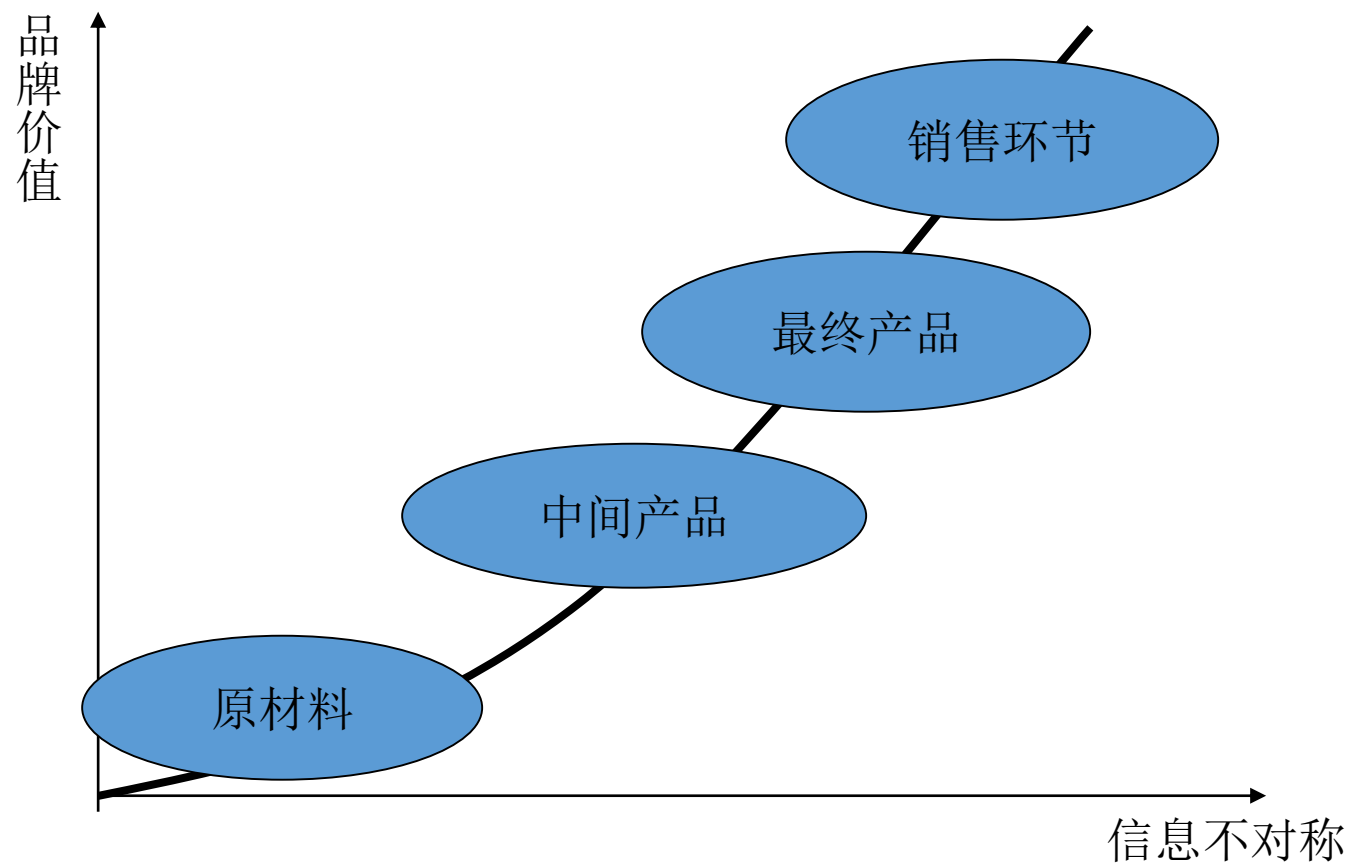 品牌价值
销售环节
最终产品
中间产品
原材料
信息不对称